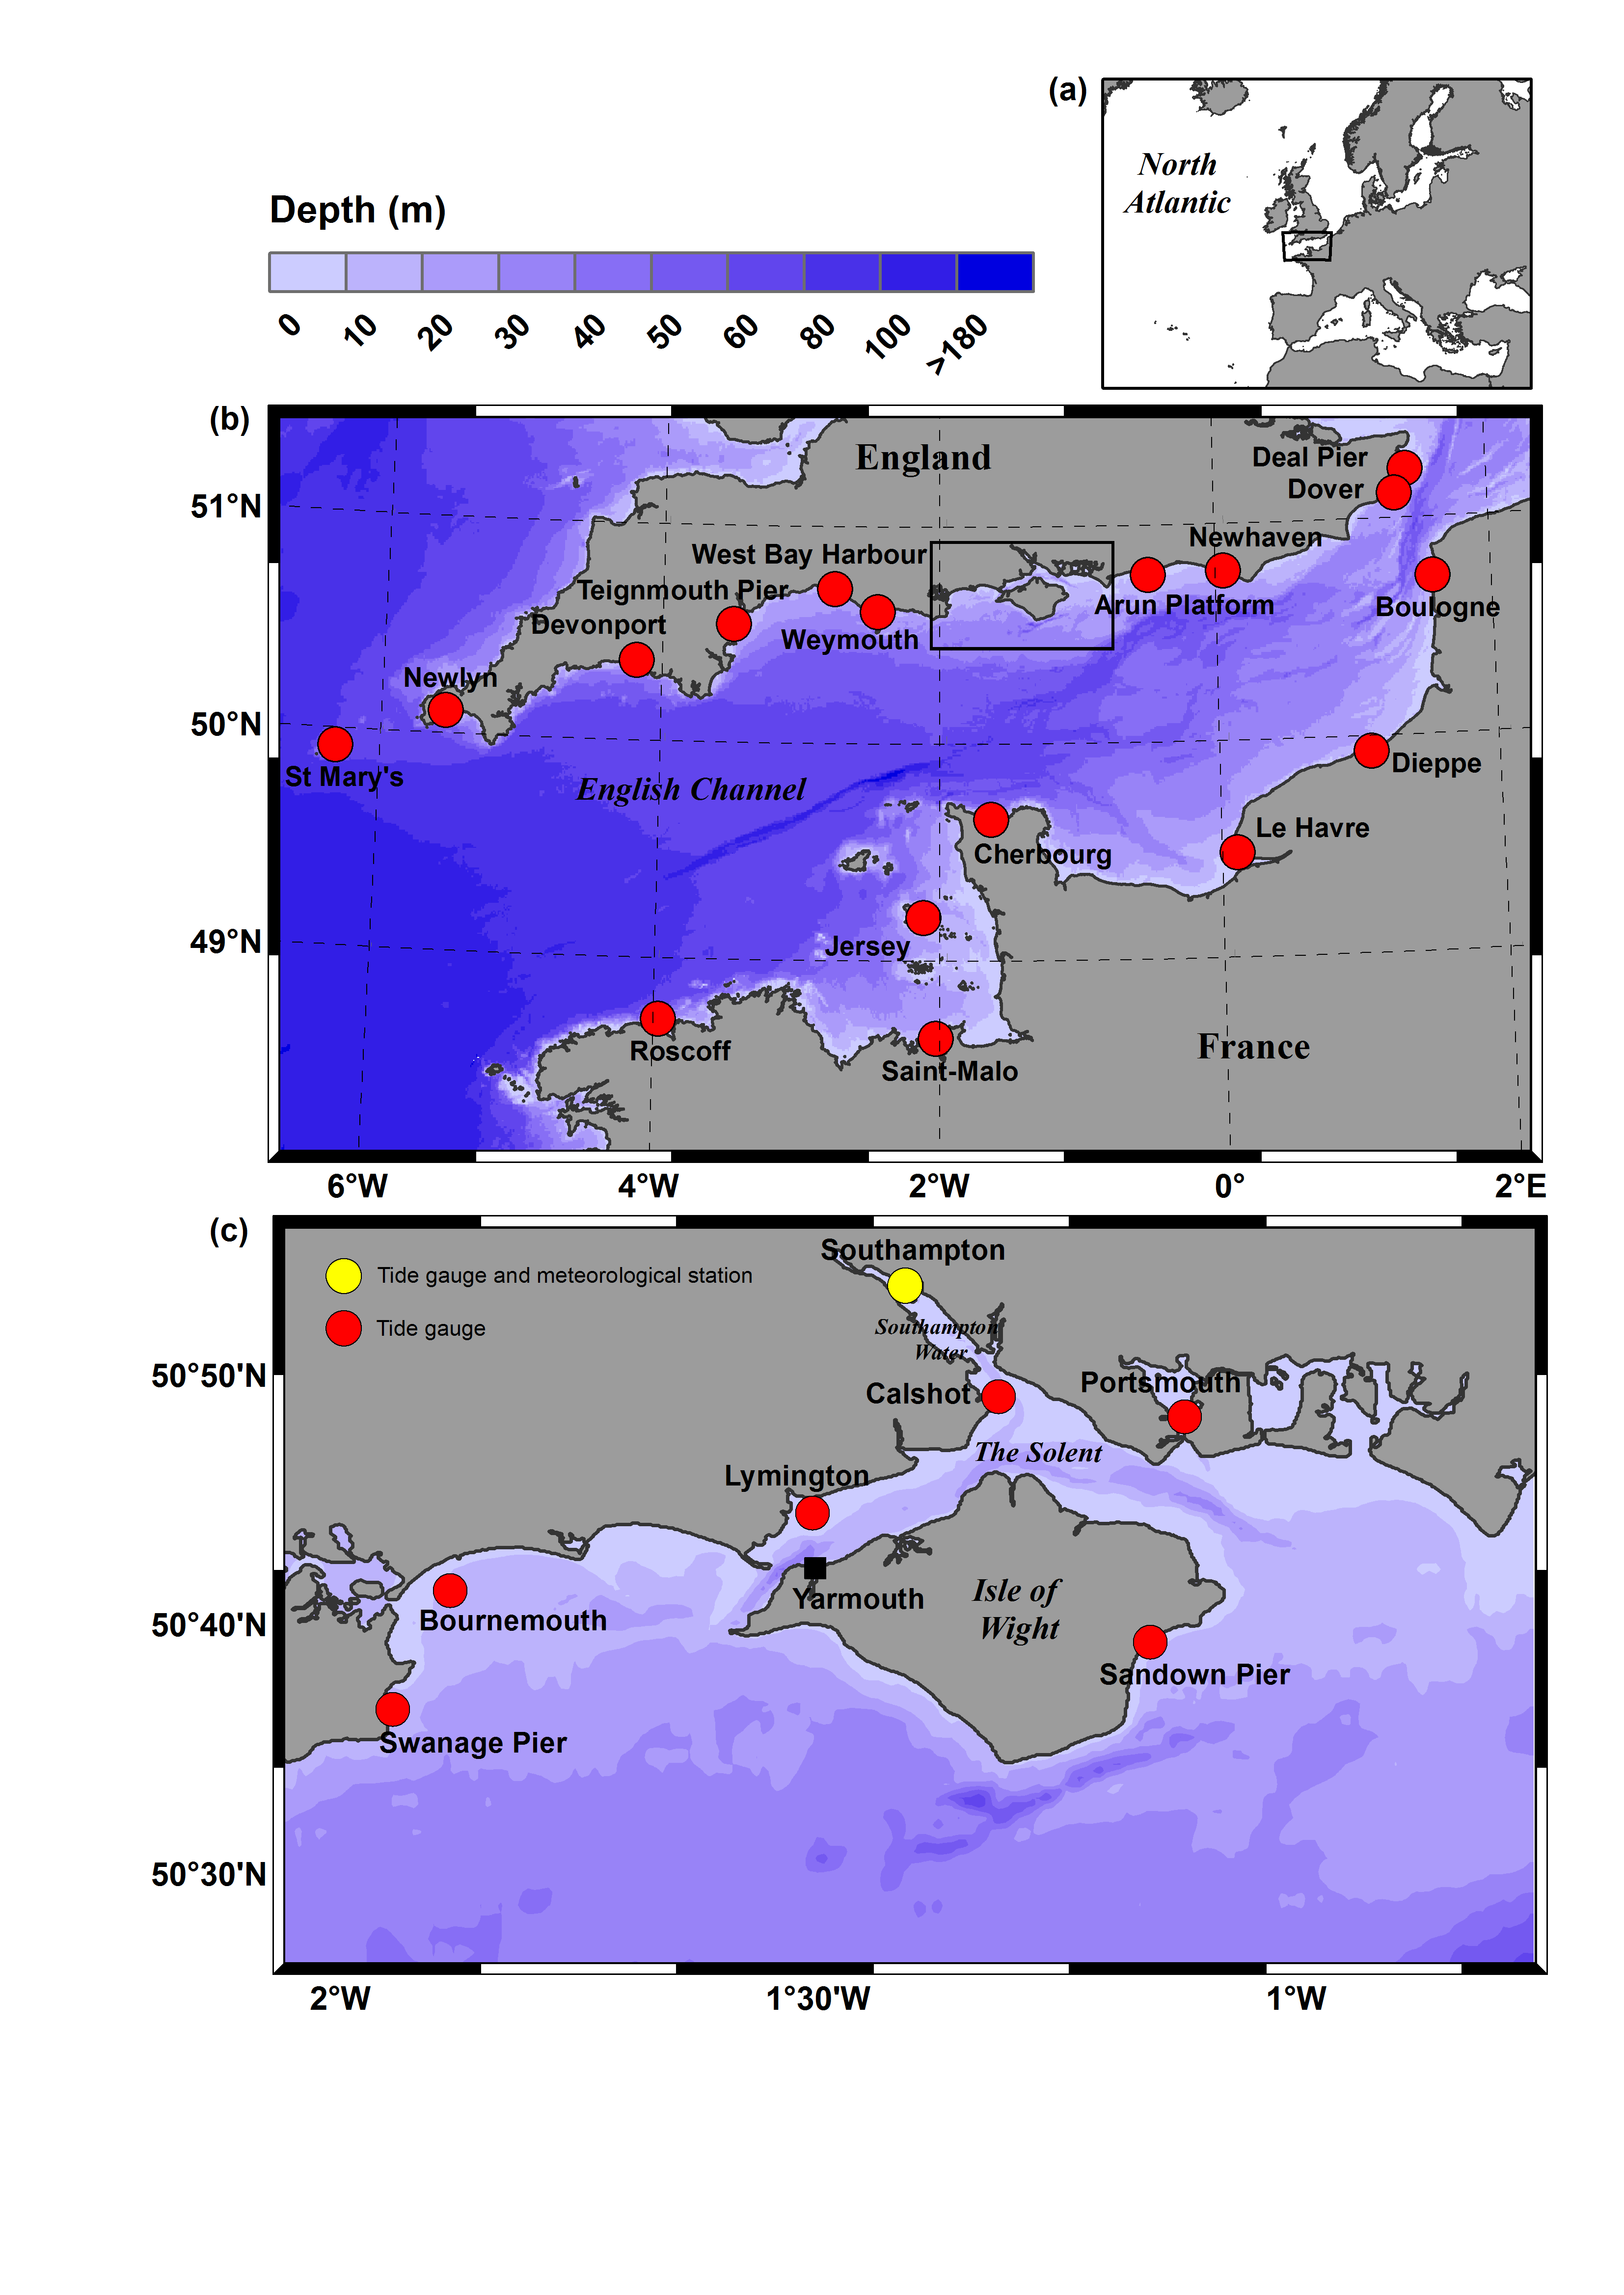 (a)
North
Atlantic
Depth (m)
0
10
20
30
40
50
60
80
100
>180
(b)
England
Deal Pier
Dover
51°N
Newhaven
West Bay Harbour
Teignmouth Pier
Arun Platform
Boulogne
Devonport
Weymouth
Newlyn
50°N
St Mary's
English Channel
Dieppe
Le Havre
Cherbourg
49°N
Jersey
Roscoff
France
Saint-Malo
6°W
4°W
2°W
0°
2°E
(c)
Southampton
Tide gauge and meteorological station
Tide gauge
Southampton
Water
50°50'N
Calshot
Portsmouth
The Solent
Lymington
Yarmouth
Isle of
Wight
Bournemouth
50°40'N
Sandown Pier
Swanage Pier
50°30'N
2°W
1°30'W
1°W